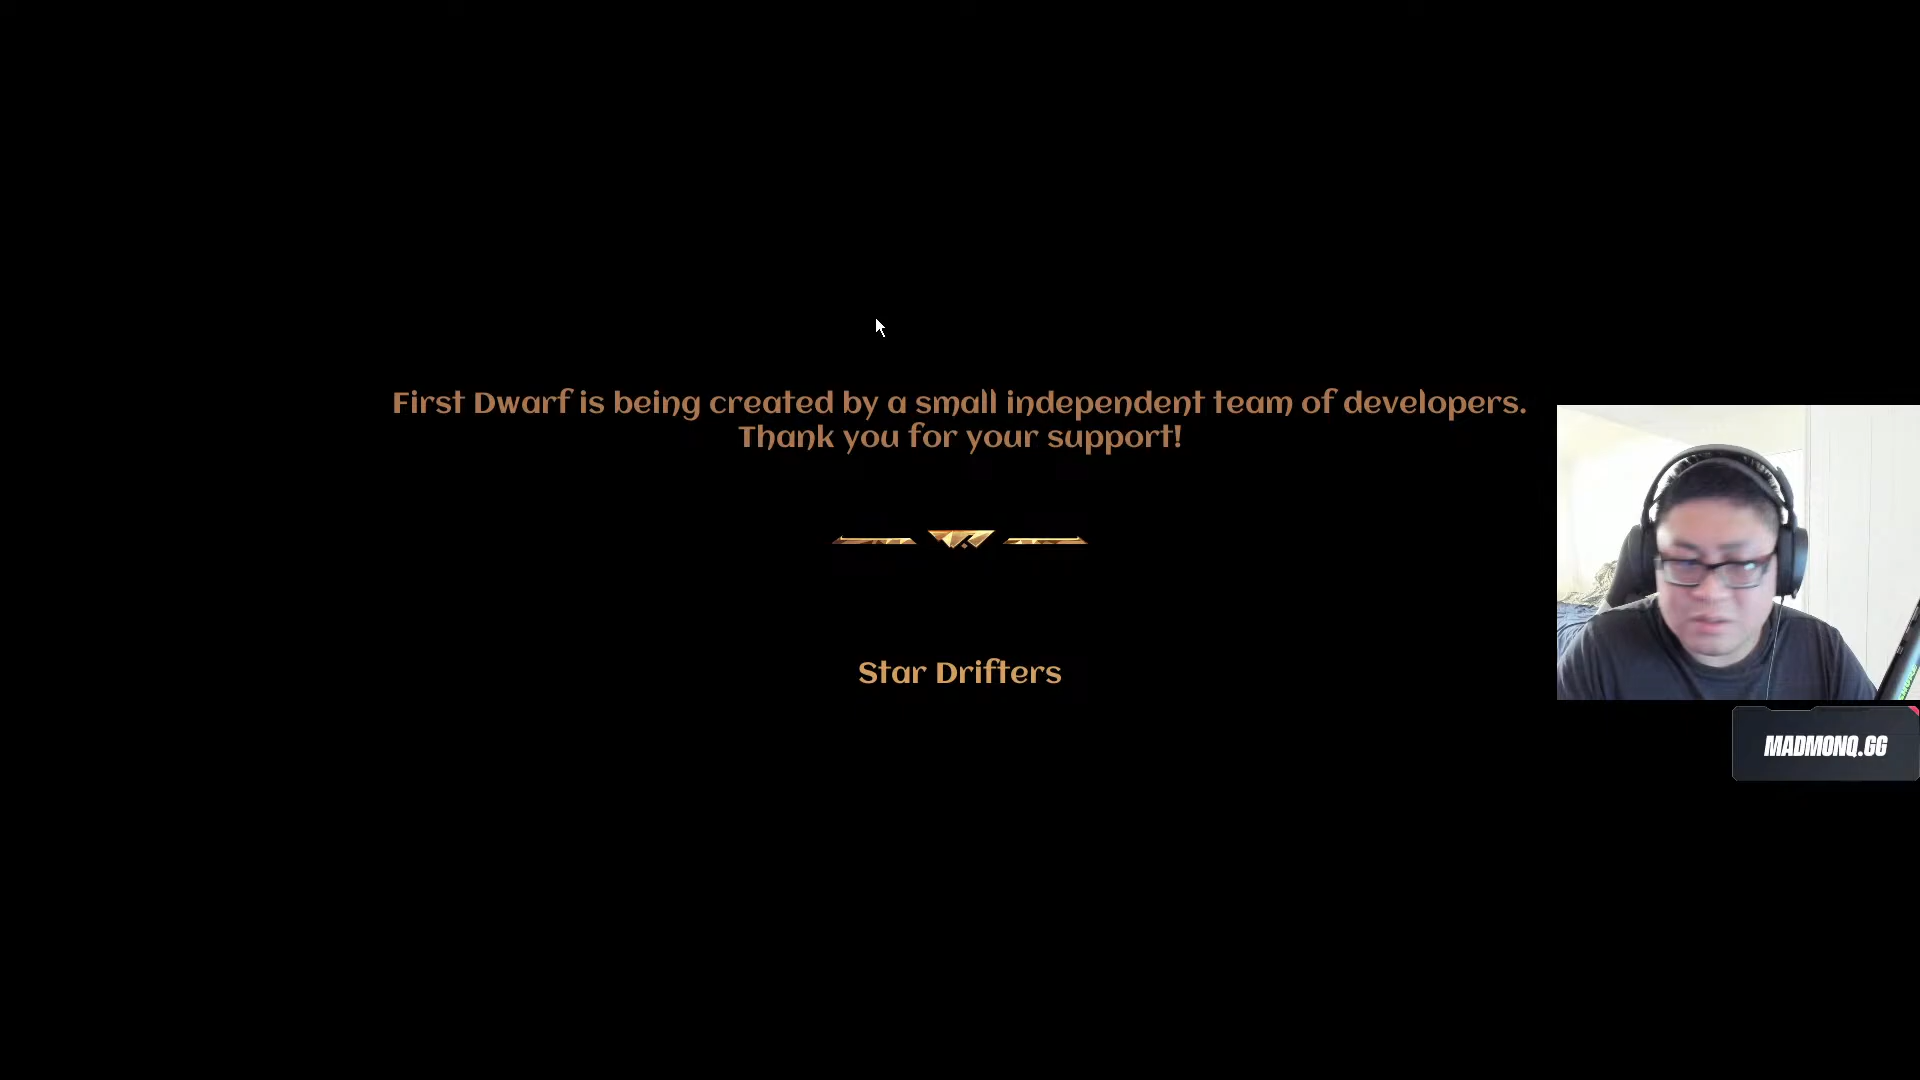 First Dwarf is being created by a small independent team of developers.
Thank you for your support!
Star Drifters
MADMONQ.GG